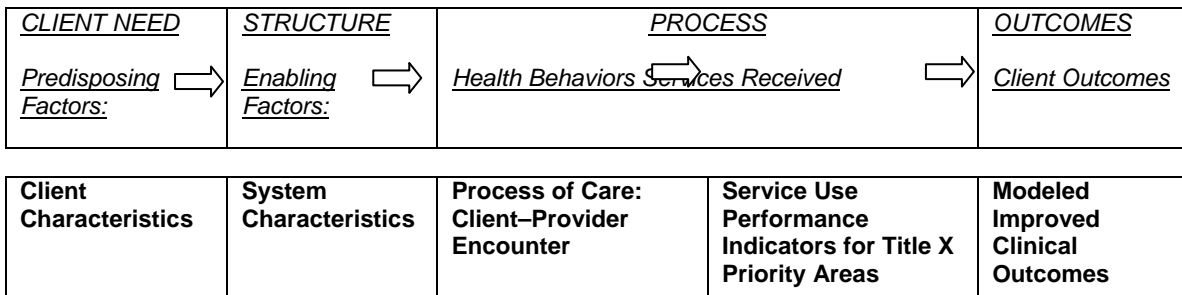 CLIENT NEED
Predisposing
Factors:
STRUCTURE
Enabling
Factors:
PROCESS
Health Behaviors Services Received
OUTCOMES
Client Outcomes
Client
Characteristics
System
Characteristics
Process of Care:
Client–Provider
Encounter
Service Use
Performance
Indicators for Title X
Priority Areas
Modeled
Improved
Clinical
Outcomes